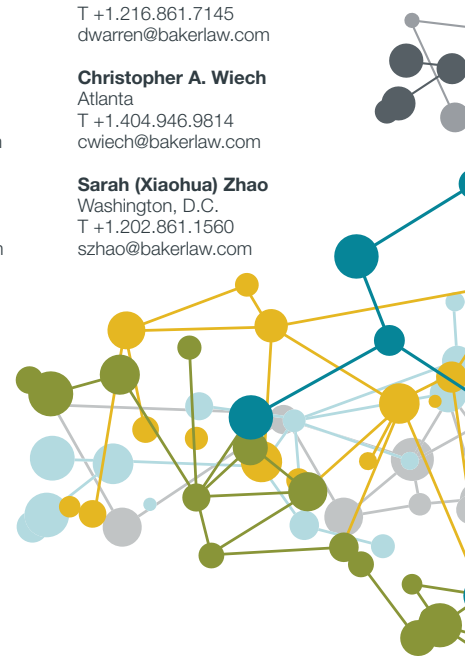 T +1.216.861.7145
dwarren@bakerlaw.com
Christopher A. Wiech
Atlanta
T +1.404.946.9814
cwiech@bakerlaw.com
Sarah (Xiaohua) Zhao
Washington, D.C.
T +1.202.861.1560
szhao@bakerlaw.com